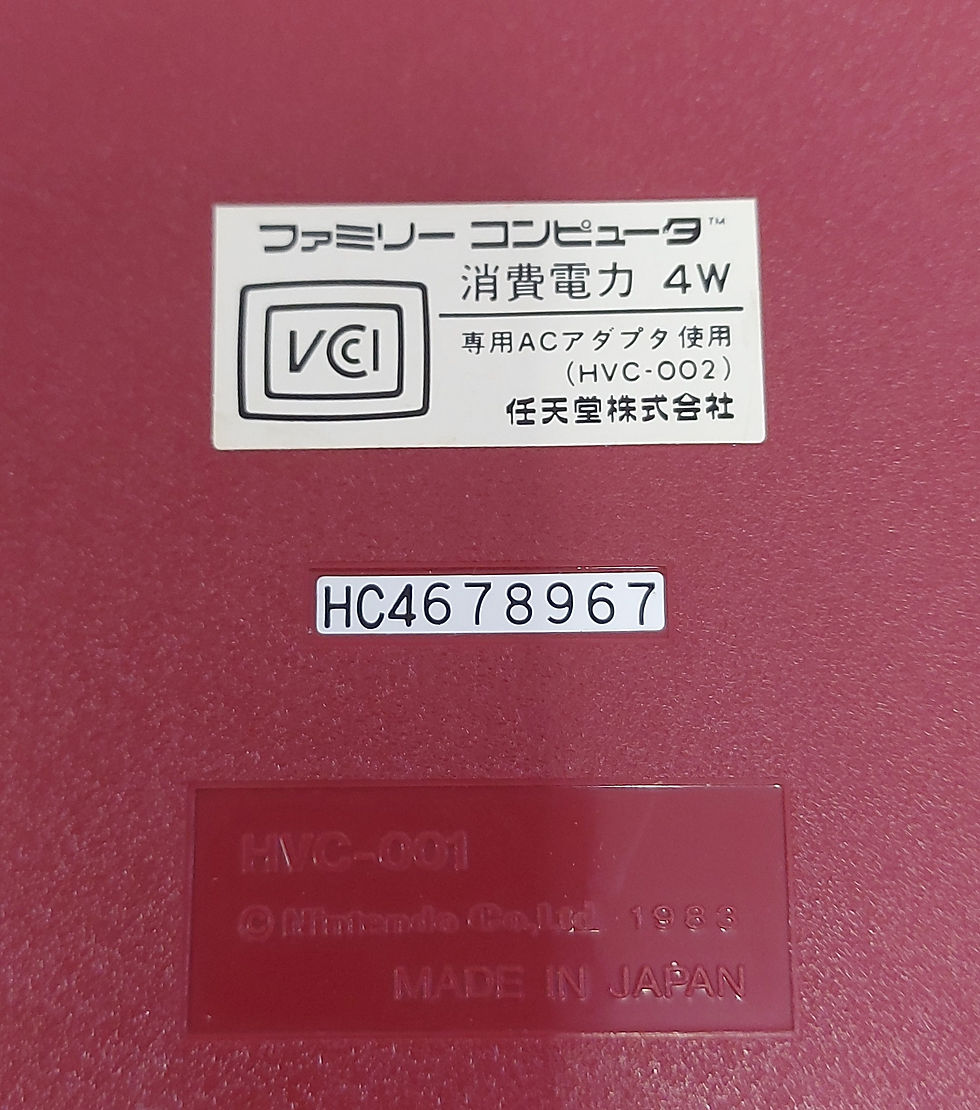 ファミリー コンピュータ™
消費電力 4W
VCCI
専用ACアダプタ使用
(HVC-002)
任天堂株式会社
HC4678967
HVC-001
© Nintendo Co.,Ltd. 1983
MADE IN JAPAN